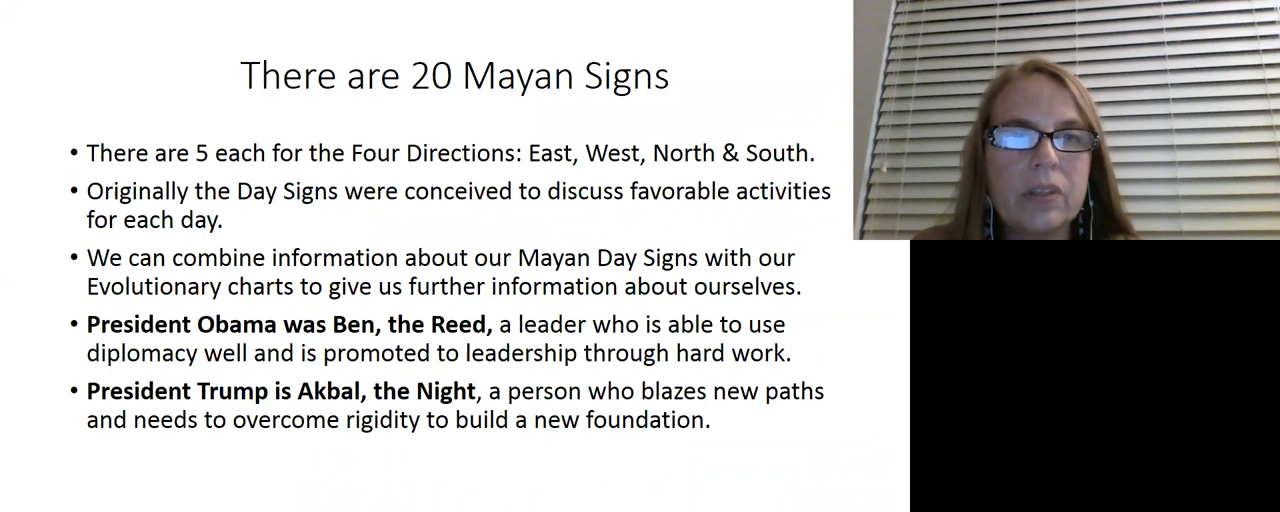 There are 20 Mayan Signs
• There are 5 each for the Four Directions: East, West, North & South.
• Originally the Day Signs were conceived to discuss favorable activities
for each day.
• We can combine information about our Mayan Day Signs with our
Evolutionary charts to give us further information about ourselves.
• President Obama was Ben, the Reed, a leader who is able to use
diplomacy well and is promoted to leadership through hard work.
• President Trump is Akbal, the Night, a person who blazes new paths
and needs to overcome rigidity to build a new foundation.